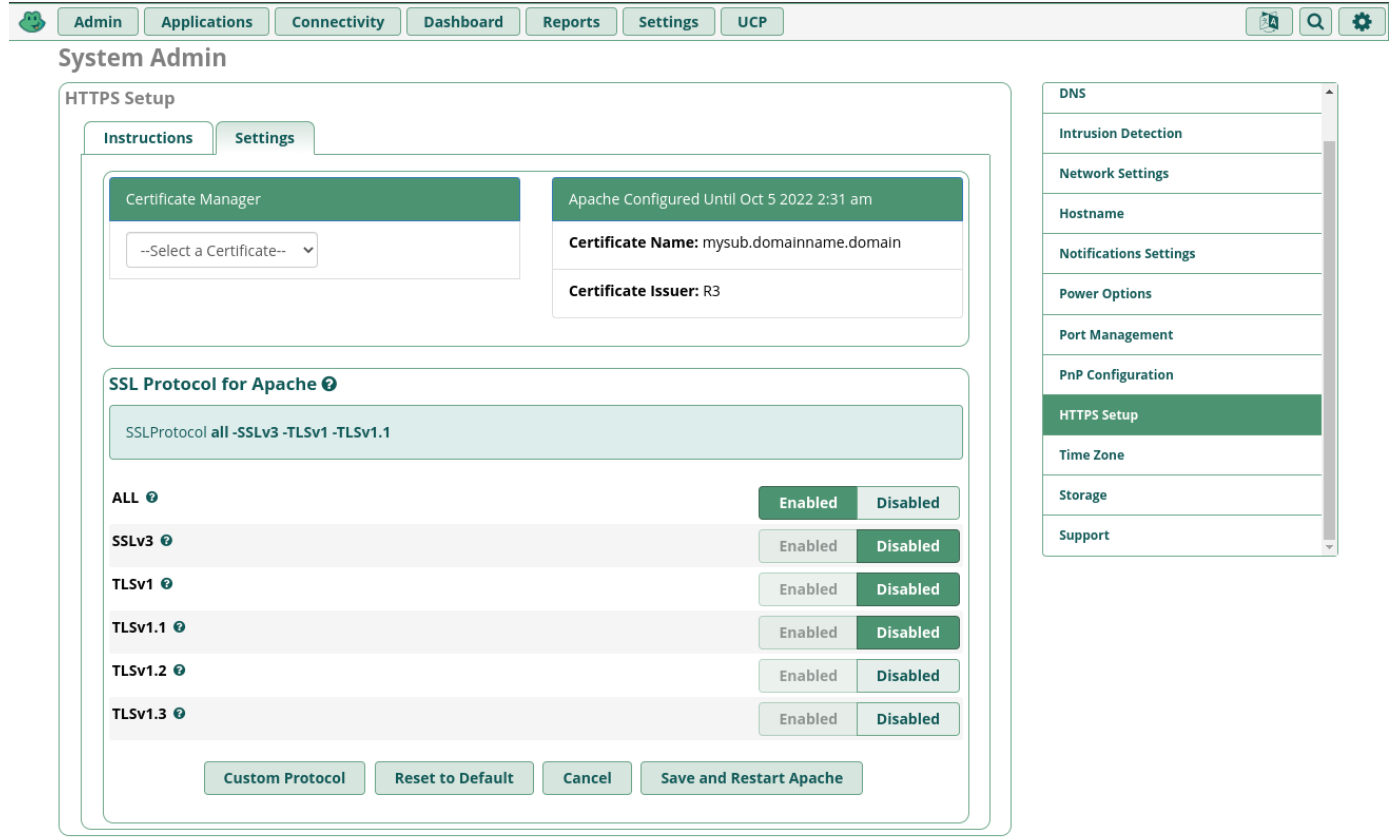 Admin Applications Connectivity Dashboard Reports Settings UCP
System Admin
HTTPS Setup
Instructions Settings
Certificate Manager
--Select a Certificate--
Apache Configured Until Oct 5 2022 2:31 am
Certificate Name: mysub.domainname.domain
Certificate Issuer: R3
SSL Protocol for Apache
SSLProtocol all -SSLv3 -TLSv1 -TLSv1.1
ALL Enabled Disabled
SSLv3 Enabled Disabled
TLSv1 Enabled Disabled
TLSv1.1 Enabled Disabled
TLSv1.2 Enabled Disabled
TLSv1.3 Enabled Disabled
Custom Protocol Reset to Default Cancel Save and Restart Apache
DNS
Intrusion Detection
Network Settings
Hostname
Notifications Settings
Power Options
Port Management
PnP Configuration
HTTPS Setup
Time Zone
Storage
Support